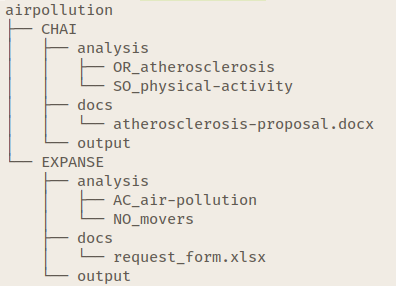 airpollution
├── CHAI
│   ├── analysis
│   │   ├── OR_atherosclerosis
│   │   └── SO_physical-activity
│   ├── docs
│   │   └── atherosclerosis-proposal.docx
│   └── output
└── EXPANSE
    ├── analysis
    │   ├── AC_air-pollution
    │   └── NO_movers
    ├── docs
    │   └── request_form.xlsx
    └── output